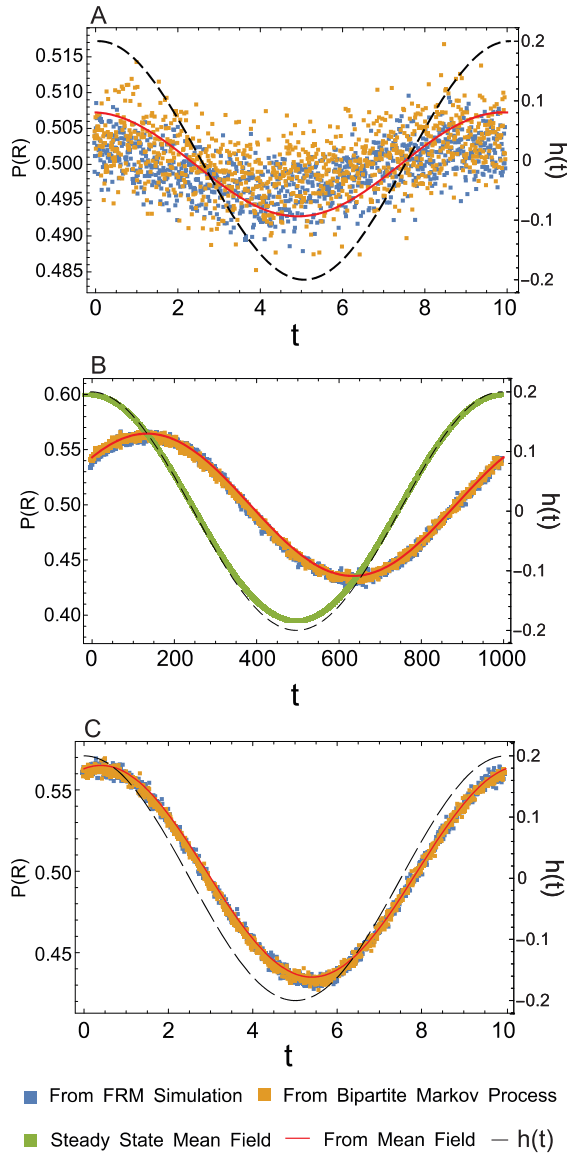 A
0.515
0.510
0.505
0.500
0.495
0.490
0.485
P(R)
0.2
0.1
0
−0.1
−0.2
h(t)
0 2 4 6 8 10
t
B
0.60
0.55
0.50
0.45
0.40
P(R)
0.2
0.1
0
−0.1
−0.2
h(t)
0 200 400 600 800 1000
t
C
0.55
0.50
0.45
P(R)
0.2
0.1
0
−0.1
−0.2
h(t)
0 2 4 6 8 10
t
From FRM Simulation From Bipartite Markov Process
Steady State Mean Field From Mean Field h(t)